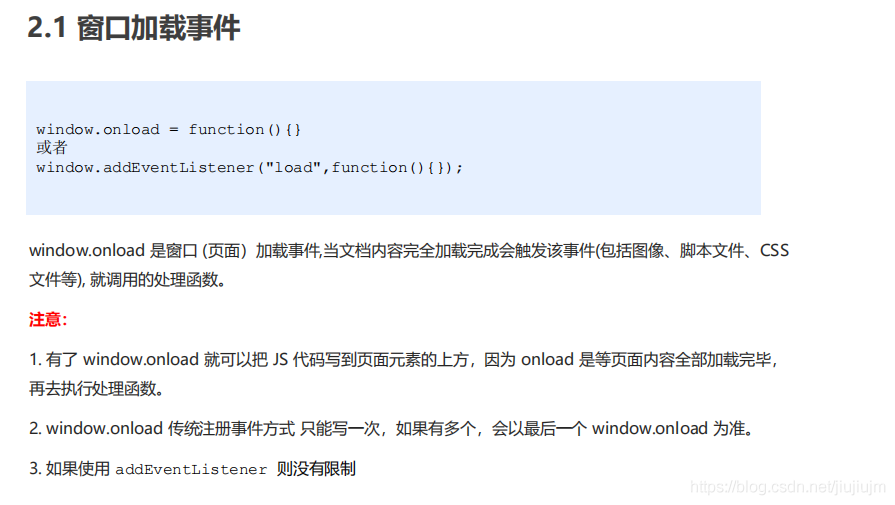 2.1 窗口加载事件
window.onload = function(){}
或者
window.addEventListener("load",function(){});
window.onload 是窗口 (页面）加载事件,当文档内容完全加载完成会触发该事件(包括图像、脚本文件、CSS
文件等), 就调用的处理函数。
注意：
1. 有了 window.onload 就可以把 JS 代码写到页面元素的上方，因为 onload 是等页面内容全部加载完毕，
再去执行处理函数。
2. window.onload 传统注册事件方式 只能写一次，如果有多个，会以最后一个 window.onload 为准。
3. 如果使用 addEventListener 则没有限制
https://blog.csdn.net/jiujiujm